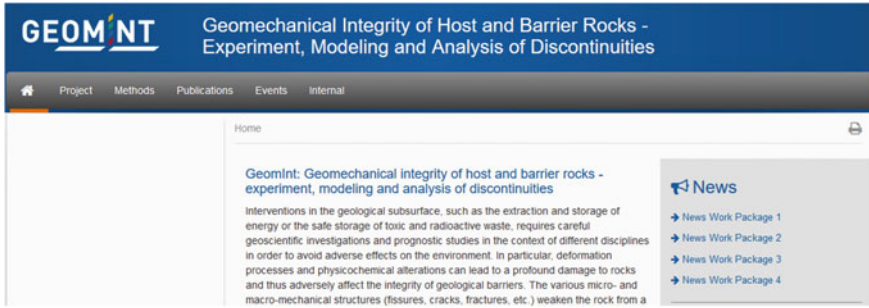 GEOMINT
Geomechanical Integrity of Host and Barrier Rocks -
Experiment, Modeling and Analysis of Discontinuities
Project Methods Publications Events Internal
Home
GeomInt: Geomechanical integrity of host and barrier rocks -
experiment, modeling and analysis of discontinuities
Interventions in the geological subsurface, such as the extraction and storage of
energy or the safe storage of toxic and radioactive waste, requires careful
geoscientific investigations and prognostic studies in the context of different disciplines
in order to avoid adverse effects on the environment. In particular, deformation
processes and physicochemical alterations can lead to a profound damage to rocks
and thus adversely affect the integrity of geological barriers. The various micro- and
macro-mechanical structures (fissures, cracks, fractures, etc.) weaken the rock from a
News
News Work Package 1
News Work Package 2
News Work Package 3
News Work Package 4